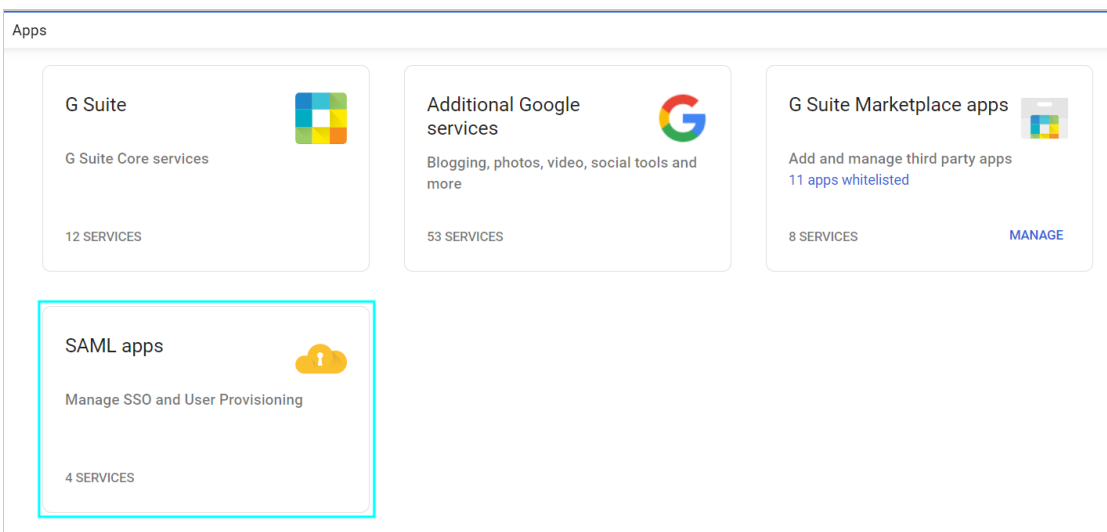 Apps
G Suite
G Suite Core services
12 SERVICES
Additional Google
services
Blogging, photos, video, social tools and
more
53 SERVICES
G Suite Marketplace apps
Add and manage third party apps
11 apps whitelisted
8 SERVICES
MANAGE
SAML apps
Manage SSO and User Provisioning
4 SERVICES